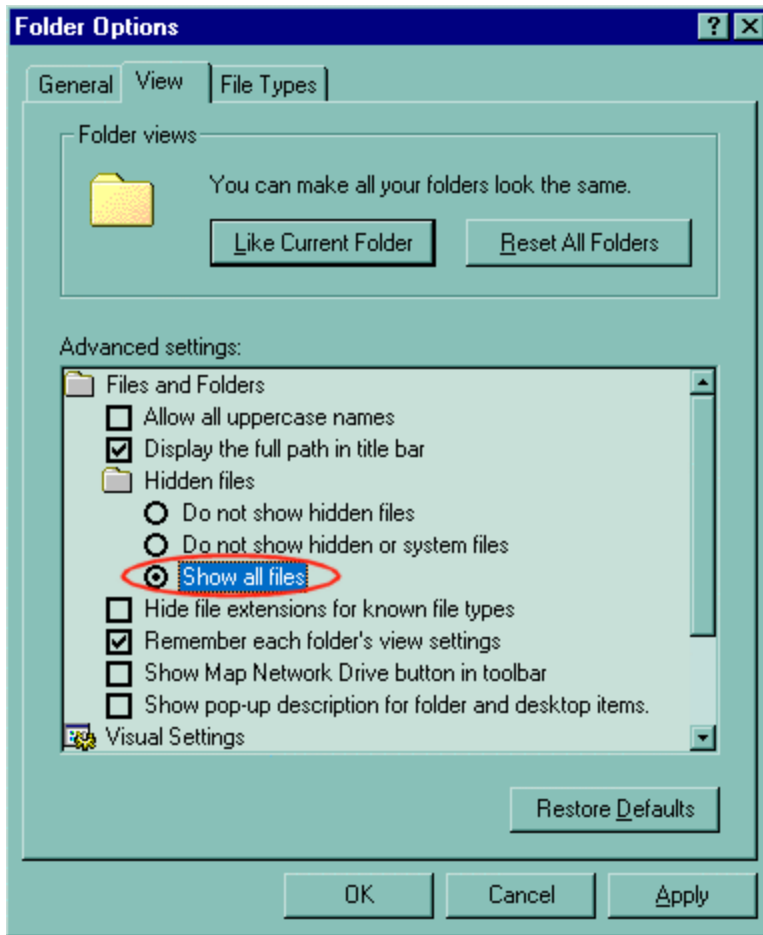 Folder Options
General View File Types
Folder views
You can make all your folders look the same.
Like Current Folder Reset All Folders
Advanced settings:
Files and Folders
Allow all uppercase names
Display the full path in title bar
Hidden files
Do not show hidden files
Do not show hidden or system files
Show all files
Hide file extensions for known file types
Remember each folder's view settings
Show Map Network Drive button in toolbar
Show pop-up description for folder and desktop items.
Visual Settings
Restore Defaults
OK Cancel Apply